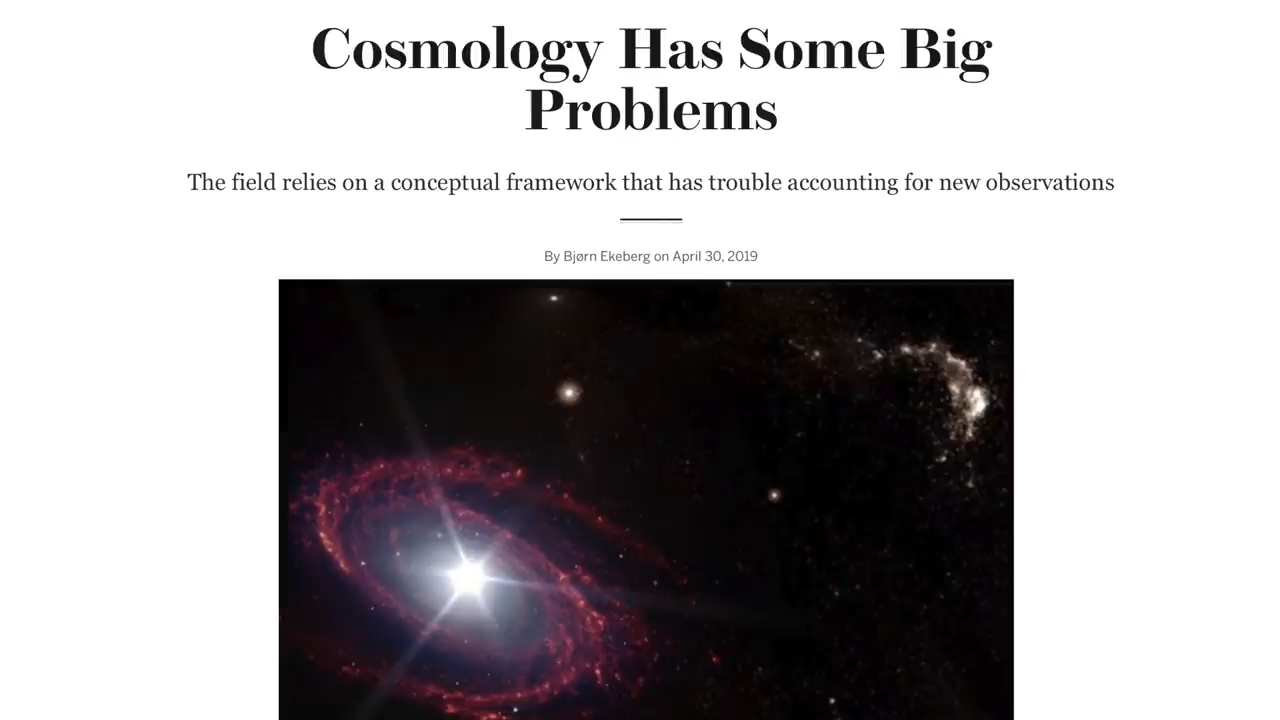 Cosmology Has Some Big
Problems
The field relies on a conceptual framework that has trouble accounting for new observations
By Bjørn Ekeberg on April 30, 2019